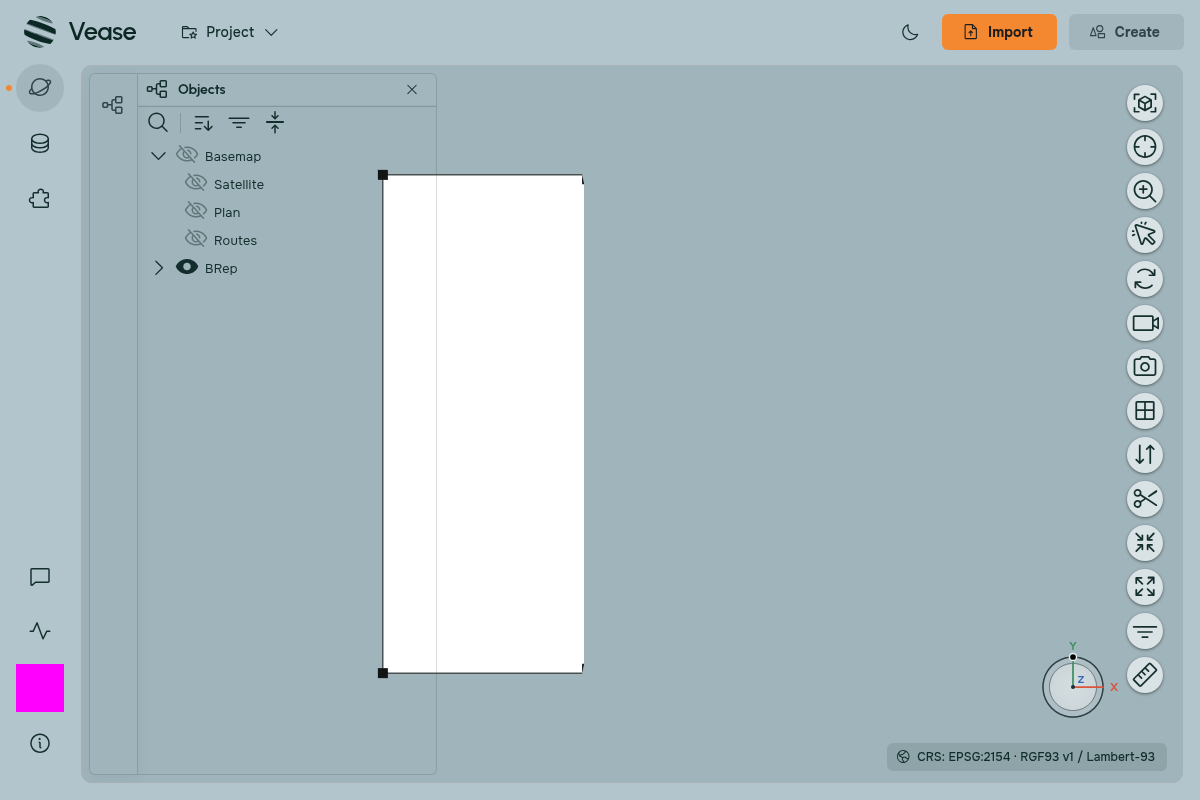 Vease
Project
Import
Create
Objects
Basemap
Satellite
Plan
Routes
BRep
Y
Z
X
CRS: EPSG:2154 · RGF93 v1 / Lambert-93